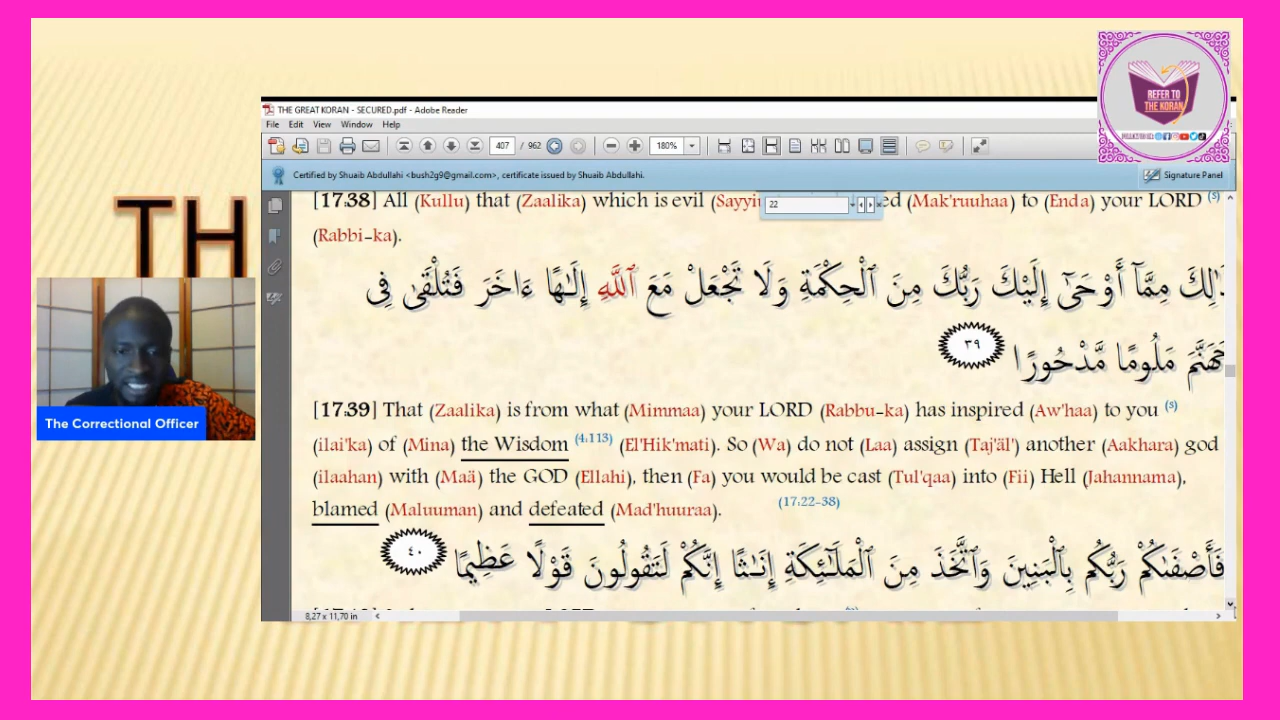 THE GREAT KORAN - SECURED.pdf - Adobe Reader
File Edit View Window Help
407 / 962 180%
Certified by Shuaib Abdullahi <bush2g9@gmail.com>, certificate issued by Shuaib Abdullahi.
Signature Panel
REFER TO
THE KORAN
TH
22
[17:38] All (Kullu) that (Zaalika) which is evil (Sayyi ed (Mak'ruuhaa) to (Enda) your LORD (s)
(Rabbi-ka).
ذَٰلِكَ مِمَّآ أَوْحَىٰٓ إِلَيْكَ رَبُّكَ مِنَ ٱلْحِكْمَةِ وَلَا تَجْعَلْ مَعَ ٱللَّهِ إِلَـٰهًا ءَاخَرَ فَتُلْقَىٰ فِى
جَهَنَّمَ مَلُومًا مَّدْحُورًا ٣٩
[17:39] That (Zaalika) is from what (Mimmaa) your LORD (Rabbu-ka) has inspired (Aw'haa) to you (s)
(ilai'ka) of (Mina) the Wisdom (4:113) (El'Hik'mati). So (Wa) do not (Laa) assign (Taj'äl') another (Aakhara) god
(ilaahan) with (Maä) the GOD (Ellahi), then (Fa) you would be cast (Tul'qaa) into (Fii) Hell (Jahannama),
blamed (Maluuman) and defeated (Mad'huuraa). (17:22-38)
أَفَأَصْفَىٰكُمْ رَبُّكُم بِٱلْبَنِينَ وَٱتَّخَذَ مِنَ ٱلْمَلَـٰٓئِكَةِ إِنَـٰثًا إِنَّكُمْ لَتَقُولُونَ قَوْلًا عَظِيمًا ٤٠
8,27 x 11,70 in
The Correctional Officer